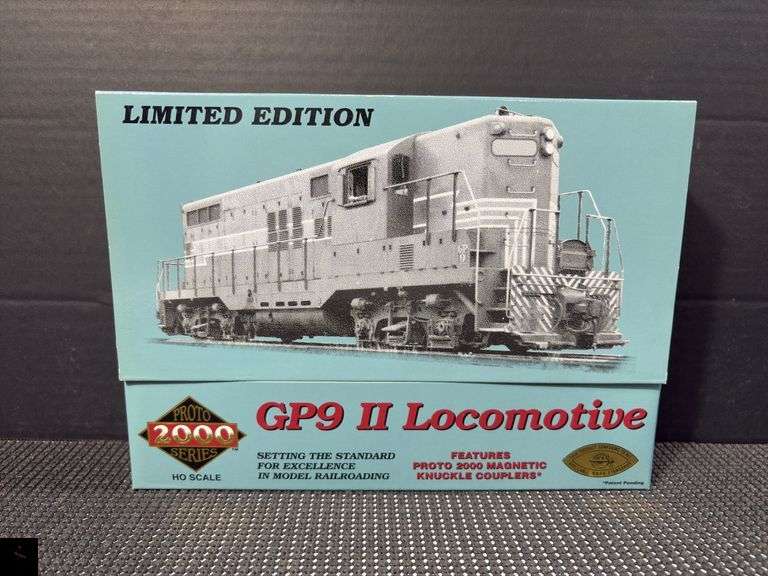 LIMITED EDITION
PROTO
2000
SERIES
HO SCALE
GP9 II Locomotive
SETTING THE STANDARD
FOR EXCELLENCE
IN MODEL RAILROADING
FEATURES
PROTO 2000 MAGNETIC
KNUCKLE COUPLERS*
*Patent Pending